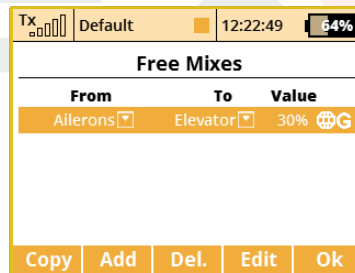 Tx Default 12:22:49 64%
Free Mixes
From To Value
Ailerons Elevator 30% G
Copy Add Del. Edit Ok